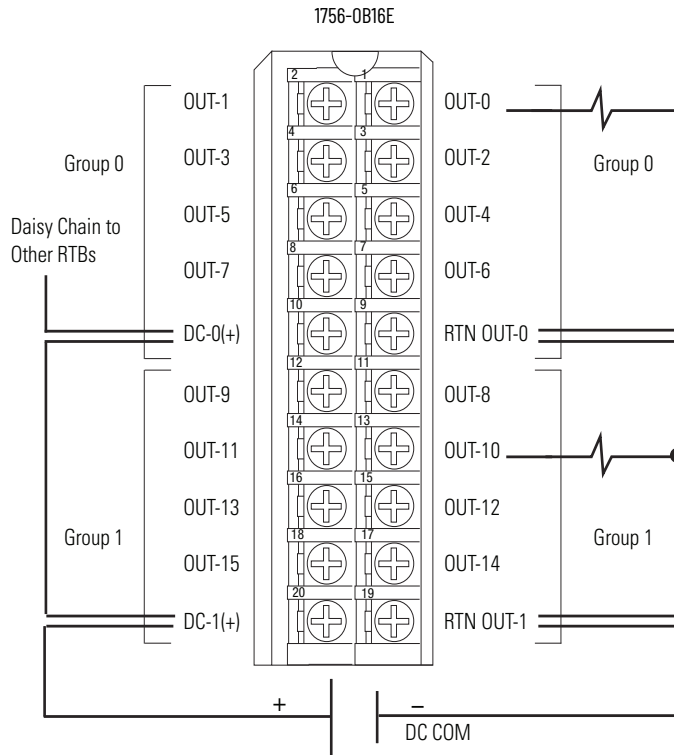 1756-OB16E
2 1
OUT-1 OUT-0
4 3
Group 0 OUT-3 OUT-2 Group 0
6 5
OUT-5 OUT-4
Daisy Chain to
Other RTBs
8 7
OUT-7 OUT-6
10 9
DC-0(+) RTN OUT-0
12 11
OUT-9 OUT-8
14 13
OUT-11 OUT-10
16 15
OUT-13 OUT-12
Group 1 Group 1
18 17
OUT-15 OUT-14
20 19
DC-1(+) RTN OUT-1
+ –
DC COM